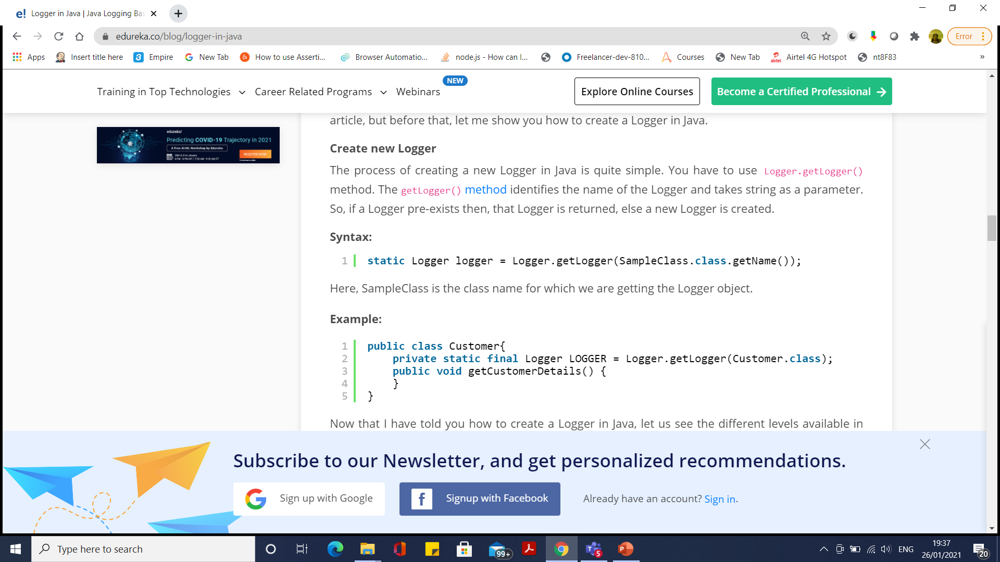 e! Logger in Java | Java Logging Bas
edureka.co/blog/logger-in-java
Error
Apps
Insert title here
3 Empire
New Tab
How to use Asserti...
Browser Automatio...
node.js - How can I...
Freelancer-dev-810...
Courses
New Tab
airtel Airtel 4G Hotspot
nt8F83
»
Training in Top Technologies
Career Related Programs
Webinars
NEW
Explore Online Courses
Become a Certified Professional
edureka!
Predicting COVID-19 Trajectory in 2021
A Free AI-ML Workshop by Edureka
REGISTER NOW
article, but before that, let me show you how to create a Logger in Java.
Create new Logger
The process of creating a new Logger in Java is quite simple. You have to use Logger.getLogger()
method. The getLogger() method identifies the name of the Logger and takes string as a parameter.
So, if a Logger pre-exists then, that Logger is returned, else a new Logger is created.
Syntax:
1 static Logger logger = Logger.getLogger(SampleClass.class.getName());
Here, SampleClass is the class name for which we are getting the Logger object.
Example:
1 public class Customer{
2 private static final Logger LOGGER = Logger.getLogger(Customer.class);
3 public void getCustomerDetails() {
4 }
5 }
Now that I have told you how to create a Logger in Java, let us see the different levels available in
Subscribe to our Newsletter, and get personalized recommendations.
Sign up with Google
f Signup with Facebook
Already have an account? Sign in.
Type here to search
99+
T 5
P
ENG
19:37
26/01/2021
20